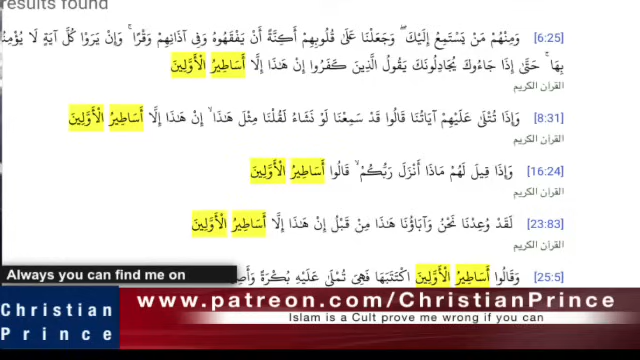 results found
[6:25] وَمِنْهُمْ مَنْ يَسْتَمِعُ إِلَيْكَ ۖ وَجَعَلْنَا عَلَىٰ قُلُوبِهِمْ أَكِنَّةً أَنْ يَفْقَهُوهُ وَفِي آذَانِهِمْ وَقْرًا ۚ وَإِنْ يَرَوْا كُلَّ آيَةٍ لَا
بِهَا ۚ حَتَّىٰ إِذَا جَاءُوكَ يُجَادِلُونَكَ يَقُولُ الَّذِينَ كَفَرُوا إِنْ هَٰذَا إِلَّا أَسَاطِيرُ الْأَوَّلِينَ
القرآن الكريم
[8:31] وَإِذَا تُتْلَىٰ عَلَيْهِمْ آيَاتُنَا قَالُوا قَدْ سَمِعْنَا لَوْ نَشَاءُ لَقُلْنَا مِثْلَ هَٰذَا ۙ إِنْ هَٰذَا إِلَّا أَسَاطِيرُ الْأَوَّلِينَ
القرآن الكريم
[16:24] وَإِذَا قِيلَ لَهُمْ مَاذَا أَنْزَلَ رَبُّكُمْ ۙ قَالُوا أَسَاطِيرُ الْأَوَّلِينَ
القرآن الكريم
[23:83] لَقَدْ وُعِدْنَا نَحْنُ وَآبَاؤُنَا هَٰذَا مِنْ قَبْلُ إِنْ هَٰذَا إِلَّا أَسَاطِيرُ الْأَوَّلِينَ
القرآن الكريم
[25:5] وَقَالُوا أَسَاطِيرُ الْأَوَّلِينَ اكْتَتَبَهَا فَهِيَ تُمْلَىٰ عَلَيْهِ بُكْرَةً
Always you can find me on
Christian
Prince
www.patreon.com/ChristianPrince
Islam is a Cult prove me wrong if you can